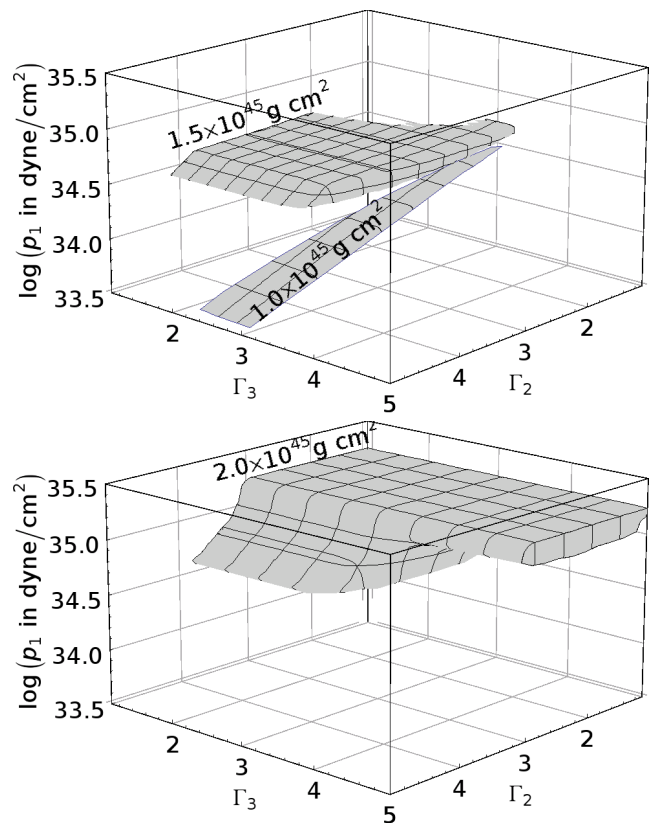 35.5
35.0
34.5
34.0
33.5
log (p₁ in dyne/cm²)
1.5×10⁴⁵ g cm²
1.0×10⁴⁵ g cm²
2
3
4
5
Γ₃
4
3
2
Γ₂
35.5
35.0
34.5
34.0
33.5
log (p₁ in dyne/cm²)
2.0×10⁴⁵ g cm²
2
3
4
5
Γ₃
4
3
2
Γ₂